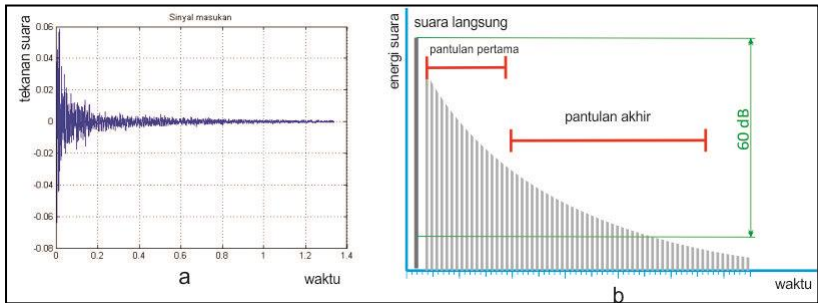 Sinyal masukan
tekanan suara
0.06
0.04
0.02
0
-0.02
-0.04
-0.06
-0.08
0
0.2
0.4
0.6
0.8
1
1.2
1.4
a
waktu
energi suara
suara langsung
pantulan pertama
pantulan akhir
60 dB
waktu
b